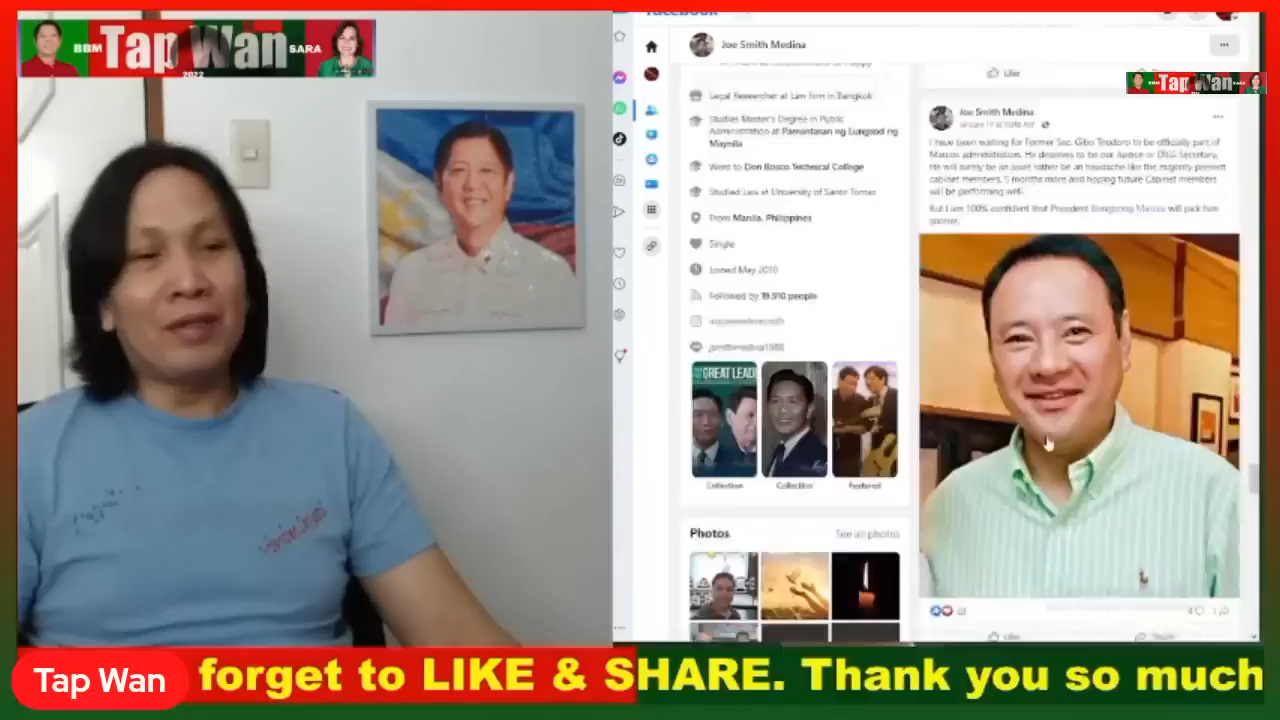 BBM Tap Wan SARA
2022
facebook
Joe Smith Medina
Legal Researcher at Law firm in Bangkok
Studies Master's Degree in Public
Administration at Pamantasan ng Lungsod ng
Maynila
Went to Don Bosco Technical College
Studied Law at University of Santo Tomas
From Manila, Philippines
Single
Joined May 2010
Followed by 19,910 people
GREAT LEAD
Collection
Collection
Featured
Photos
See all photos
Like
BBM Tap Wan SARA
Joe Smith Medina
I have been waiting for Former Sec. Gibo Teodoro to be officially part of
Marcos administration. He deserves to be our Justice or DILG Secretary.
He will surely be an asset rather be an headache like the majority present
cabinet members. 5 months more and hoping future Cabinet members
will be performing well.
But I am 100% confident that President Bongbong Marcos will pick him
sooner.
Like
Share
Tap Wan
forget to LIKE & SHARE. Thank you so much